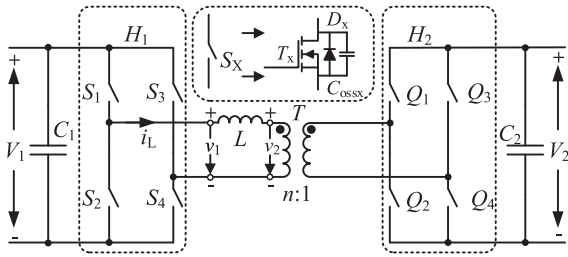 H1
Sx
Tx
Dx
Cossx
H2
+
S1
S3
+
+
T
Q1
Q3
+
V1
C1
iL
v1
L
v2
C2
V2
S2
S4
-
-
n:1
Q2
Q4
-
-